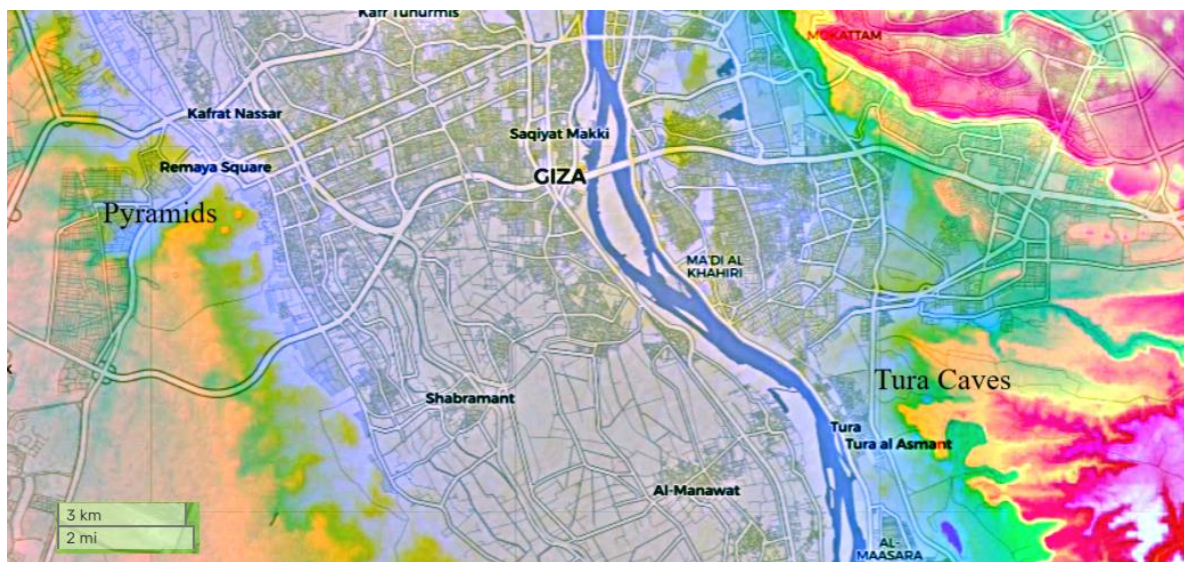 Kafr Tuhurmis
MOKATTAM
Kafrat Nassar
Saqiyat Makki
Remaya Square
GIZA
Pyramids
MA'DI AL
KHAHIRI
Tura Caves
Shabramant
Tura
Tura al Asmant
Al-Manawat
3 km
2 mi
AL-
MAASARA